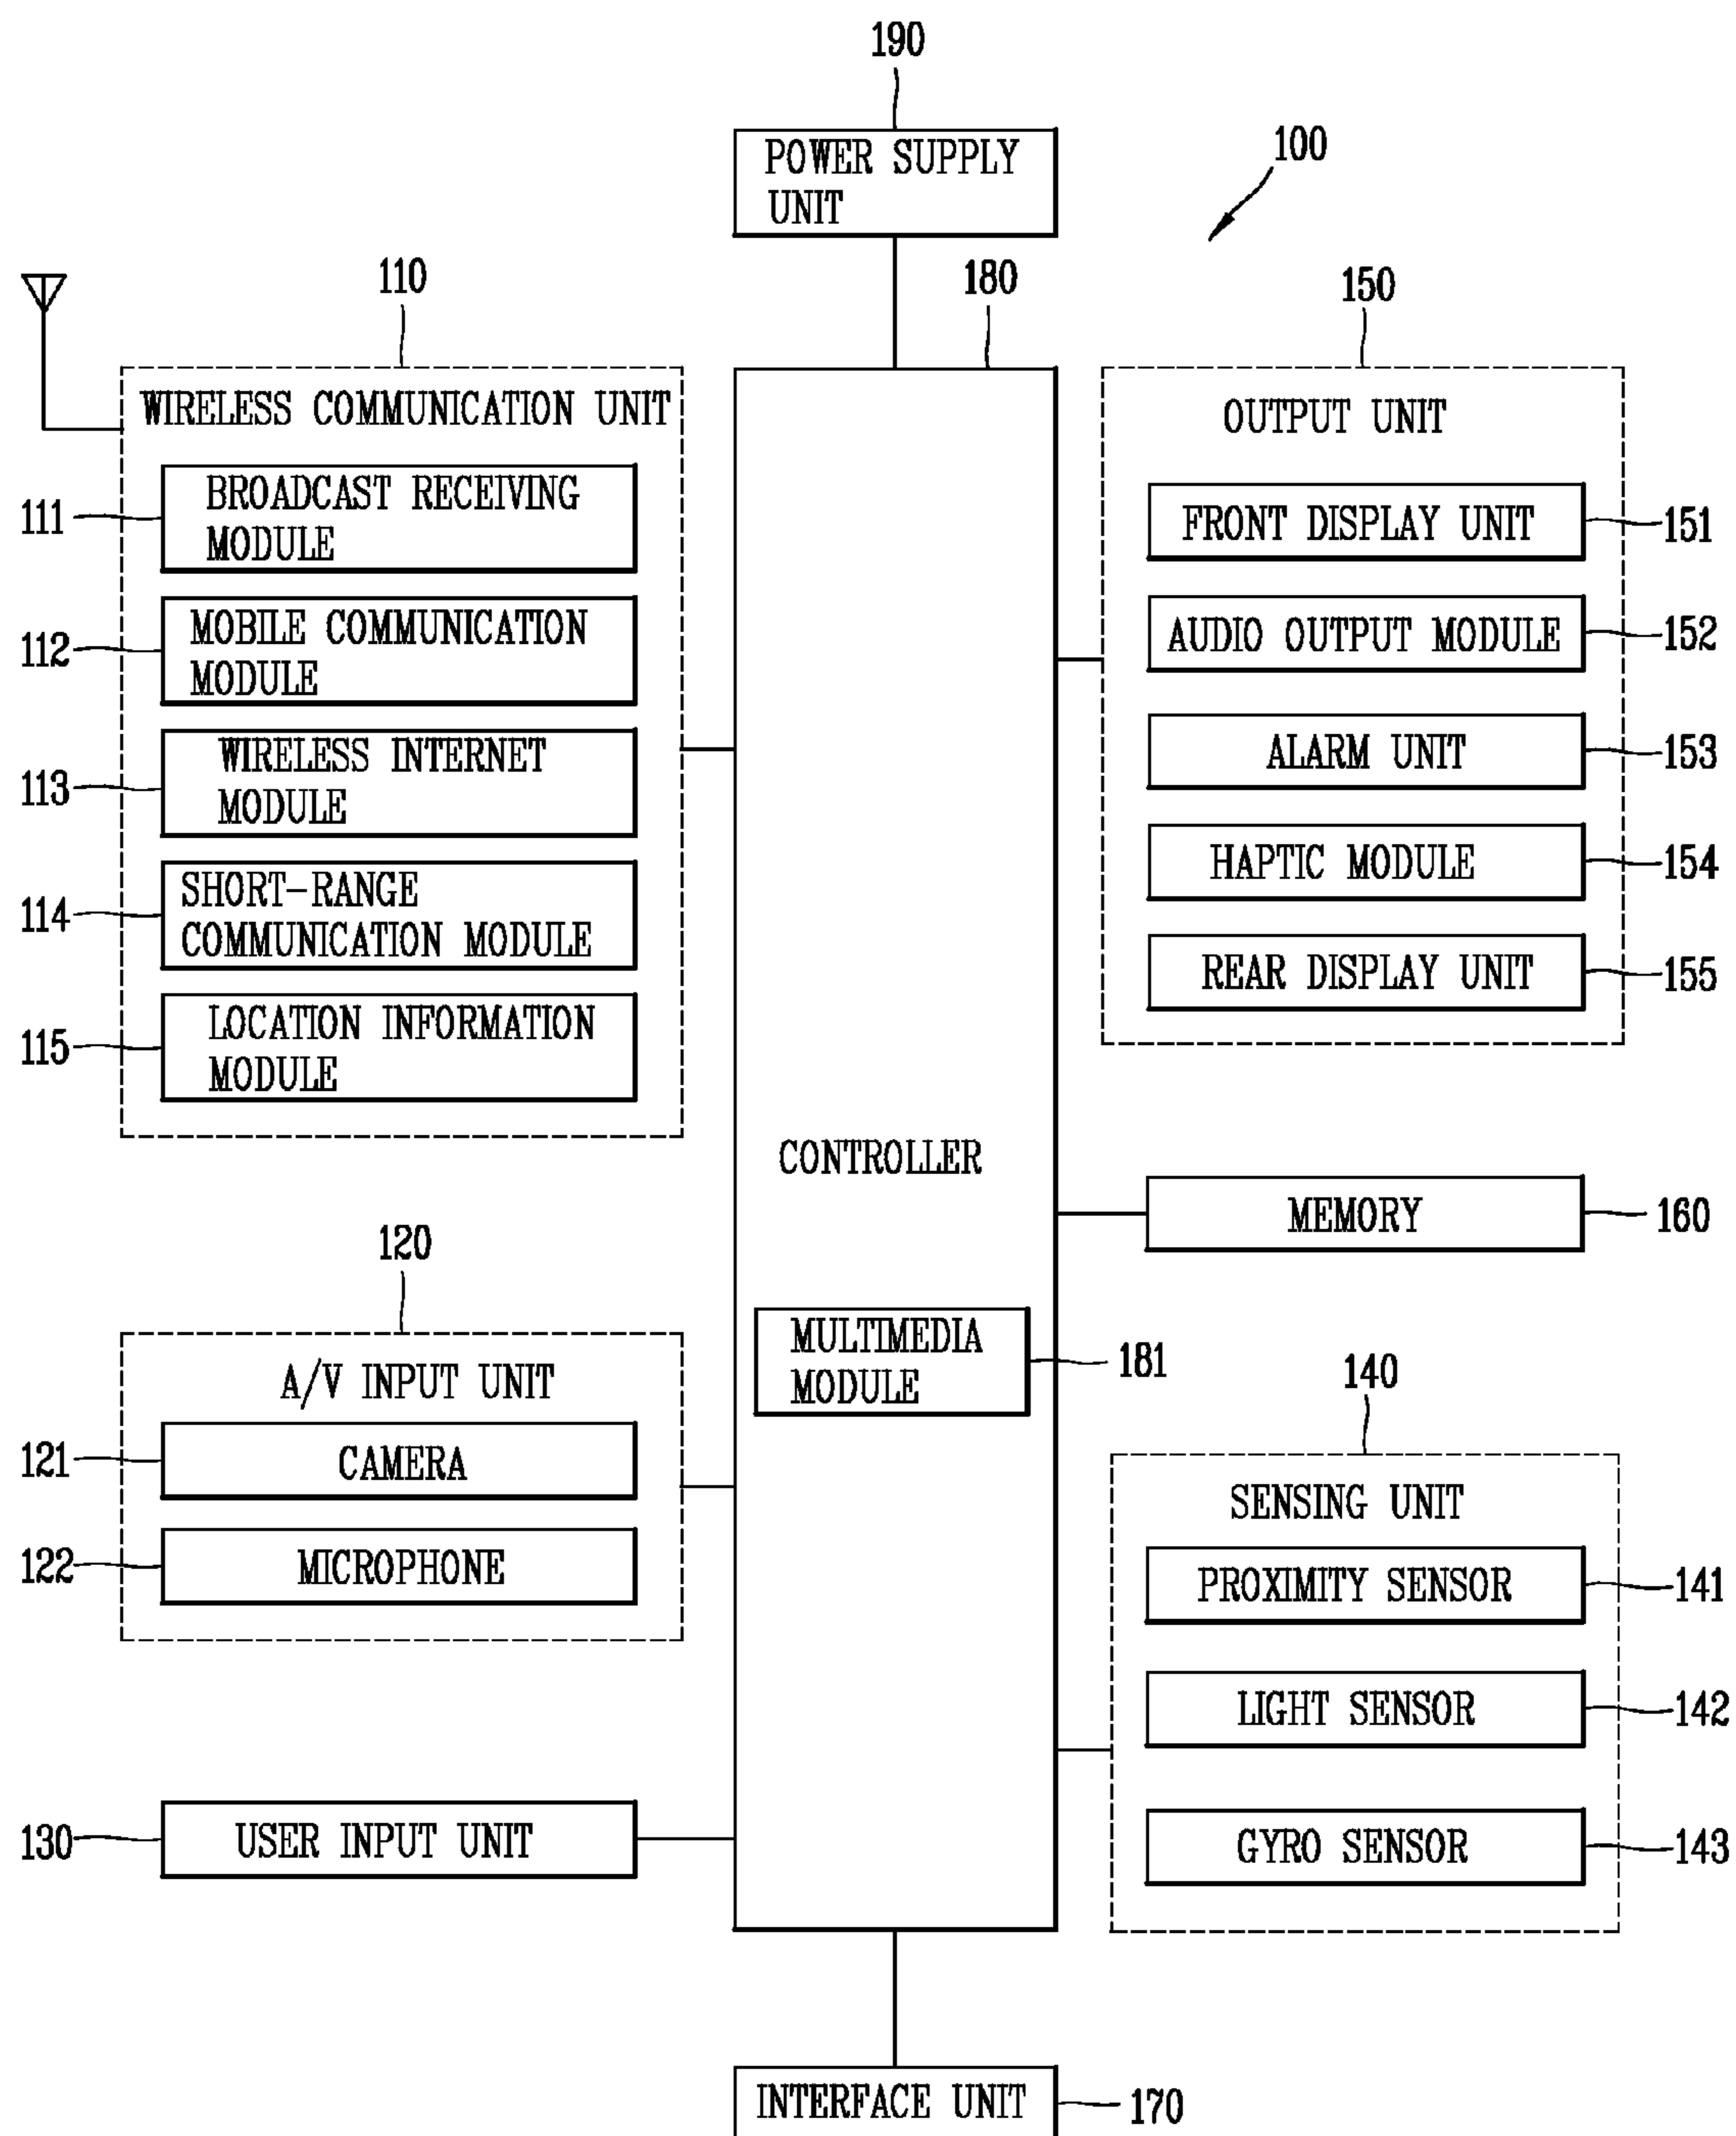 190
POWER SUPPLY
UNIT
100
110
180
150
WIRELESS COMMUNICATION UNIT
111
BROADCAST RECEIVING
MODULE
112
MOBILE COMMUNICATION
MODULE
113
WIRELESS INTERNET
MODULE
114
SHORT-RANGE
COMMUNICATION MODULE
115
LOCATION INFORMATION
MODULE
OUTPUT UNIT
FRONT DISPLAY UNIT
151
AUDIO OUTPUT MODULE
152
ALARM UNIT
153
HAPTIC MODULE
154
REAR DISPLAY UNIT
155
CONTROLLER
MEMORY
160
120
A/V INPUT UNIT
121
CAMERA
122
MICROPHONE
MULTIMEDIA
MODULE
181
140
SENSING UNIT
PROXIMITY SENSOR
141
LIGHT SENSOR
142
GYRO SENSOR
143
130
USER INPUT UNIT
INTERFACE UNIT
170